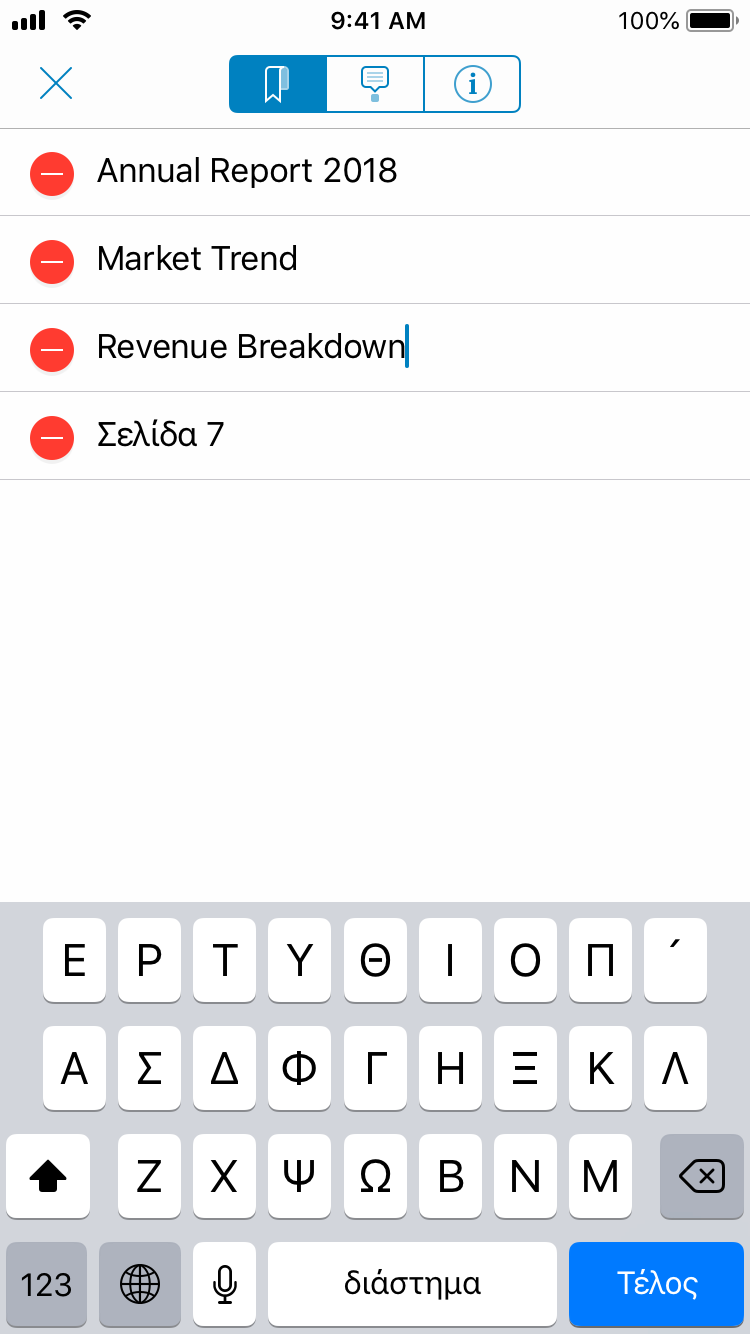 9:41 AM 100%
Annual Report 2018
Market Trend
Revenue Breakdown
Σελίδα 7
Ε Ρ Τ Υ Θ Ι Ο Π ´
Α Σ Δ Φ Γ Η Ξ Κ Λ
Ζ Χ Ψ Ω Β Ν Μ
123 διάστημα Τέλος